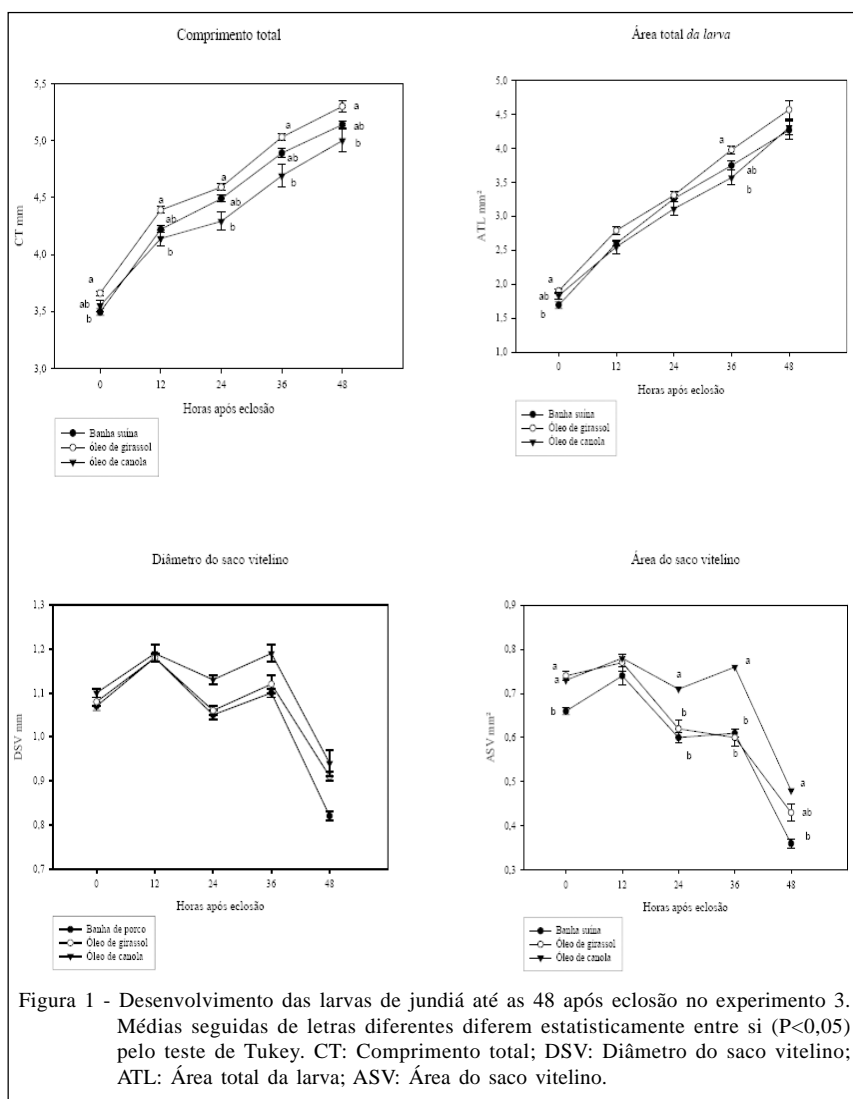 Comprimento total
5,5
5,0
4,5
4,0
3,5
3,0
CT mm
a
a
a
a
a
ab
ab
ab
ab
ab
b
b
b
b
b
0 12 24 36 48
Horas após eclosão
Banha suína
óleo de girassol
óleo de canola
Área total da larva
5,0
4,5
4,0
3,5
3,0
2,5
2,0
1,5
1,0
ATL mm²
a
ab
b
a
ab
b
0 12 24 36 48
Horas após eclosão
Banha suína
Óleo de girassol
Óleo de canola
Diâmetro do saco vitelino
1,3
1,2
1,1
1,0
0,9
0,8
0,7
DSV mm
0 12 24 36 48
Horas após eclosão
Banha de porco
Óleo de girassol
Óleo de canola
Área do saco vitelino
0,9
0,8
0,7
0,6
0,5
0,4
0,3
ASV mm²
a
a
b
a
b
b
a
b
b
a
ab
b
0 12 24 36 48
Horas após eclosão
Banha suína
Óleo de girassol
Óleo de canola
Figura 1 - Desenvolvimento das larvas de jundiá até as 48 após eclosão no experimento 3.
Médias seguidas de letras diferentes diferem estatisticamente entre si (P<0,05)
pelo teste de Tukey. CT: Comprimento total; DSV: Diâmetro do saco vitelino;
ATL: Área total da larva; ASV: Área do saco vitelino.